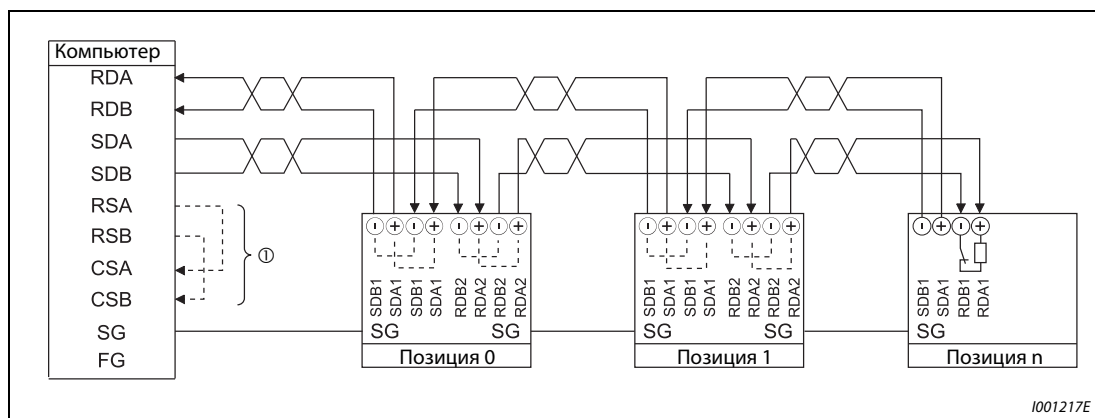 Компьютер
RDA
RDB
SDA
SDB
RSA
RSB
CSA
CSB
SG
FG
①
- + - + - + - +
SDB1
SDA1
SDB1
SDA1
RDB2
RDA2
RDB2
RDA2
SG SG
Позиция 0
- + - + - + - +
SDB1
SDA1
SDB1
SDA1
RDB2
RDA2
RDB2
RDA2
SG SG
Позиция 1
- + - +
SDB1
SDA1
RDB1
RDA1
SG
Позиция n
I001217E